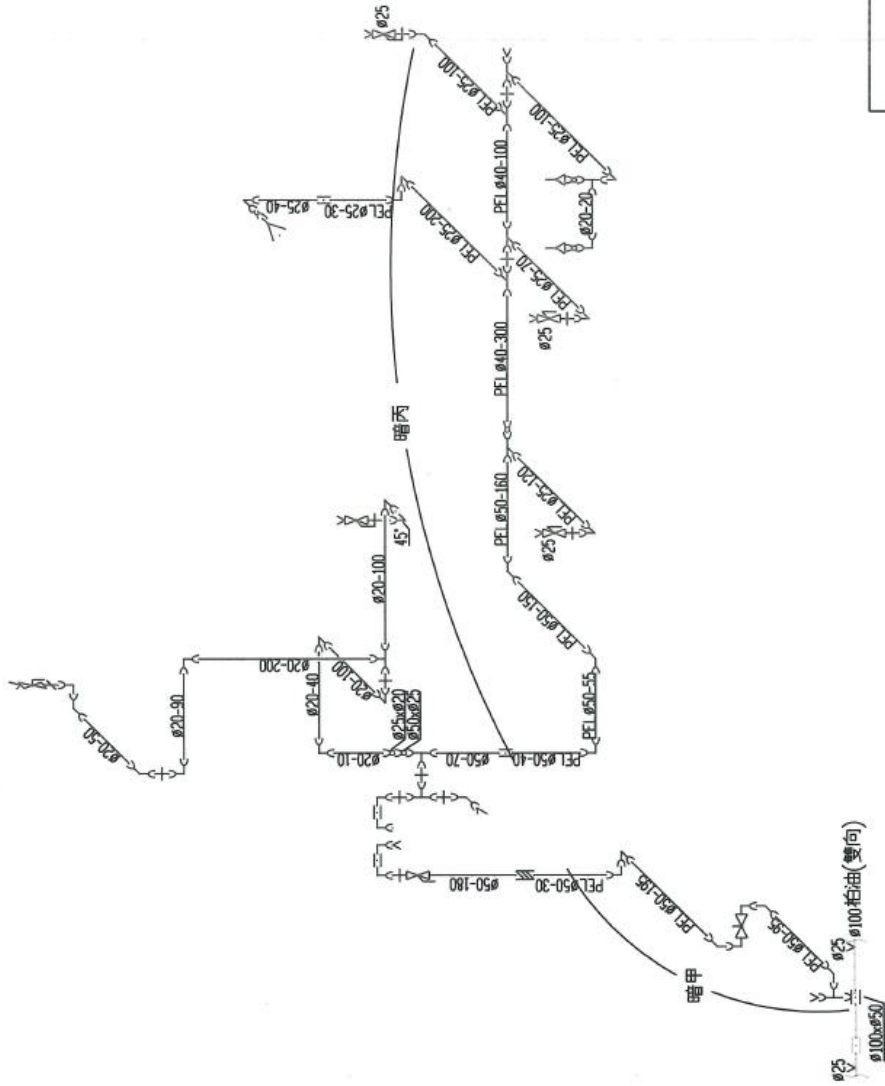 ø25
PEL ø25-100
ø25-40
PEL ø25-30
PEL ø25-200
PEL ø40-100
PEL ø25-100
ø20-20
PEL ø25-70
ø25
PEL ø40-300
暗丙
PEL ø50-160
PEL ø25-120
ø25
45°
ø20-100
PEL ø50-150
ø20-200
ø20-90
ø20-50
ø20-100
ø20-40
ø25xø20
ø50xø25
ø20-10
ø50-70
PEL ø50-40
PEL ø50-55
ø50-180
PEL ø50-30
PEL ø50-195
暗甲
PEL ø50-95
ø25
ø100柏油(雙向)
ø25
ø100xø50